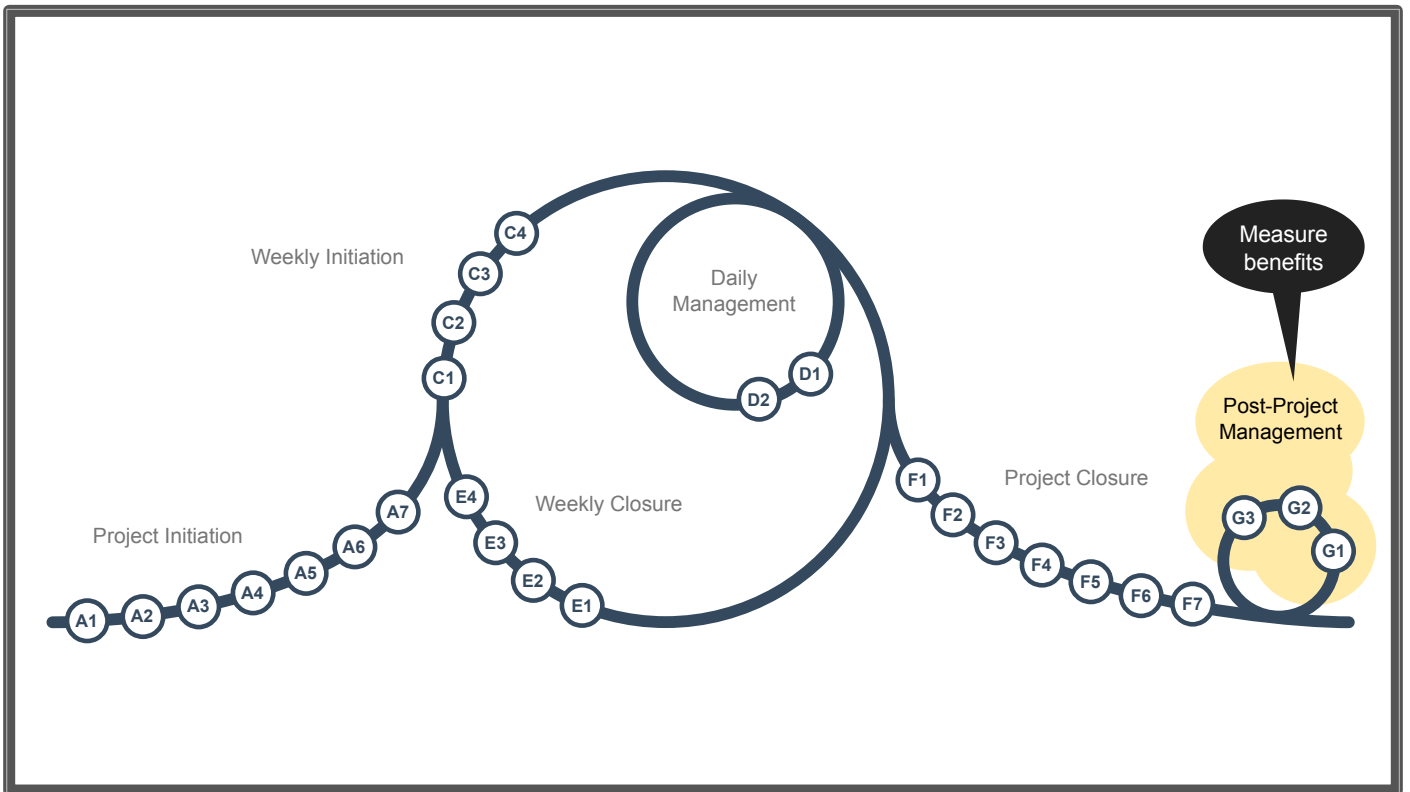 Project Initiation
A1
A2
A3
A4
A5
A6
A7
Weekly Initiation
C1
C2
C3
C4
Daily
Management
D1
D2
Weekly Closure
E1
E2
E3
E4
Project Closure
F1
F2
F3
F4
F5
F6
F7
Measure
benefits
Post-Project
Management
G1
G2
G3